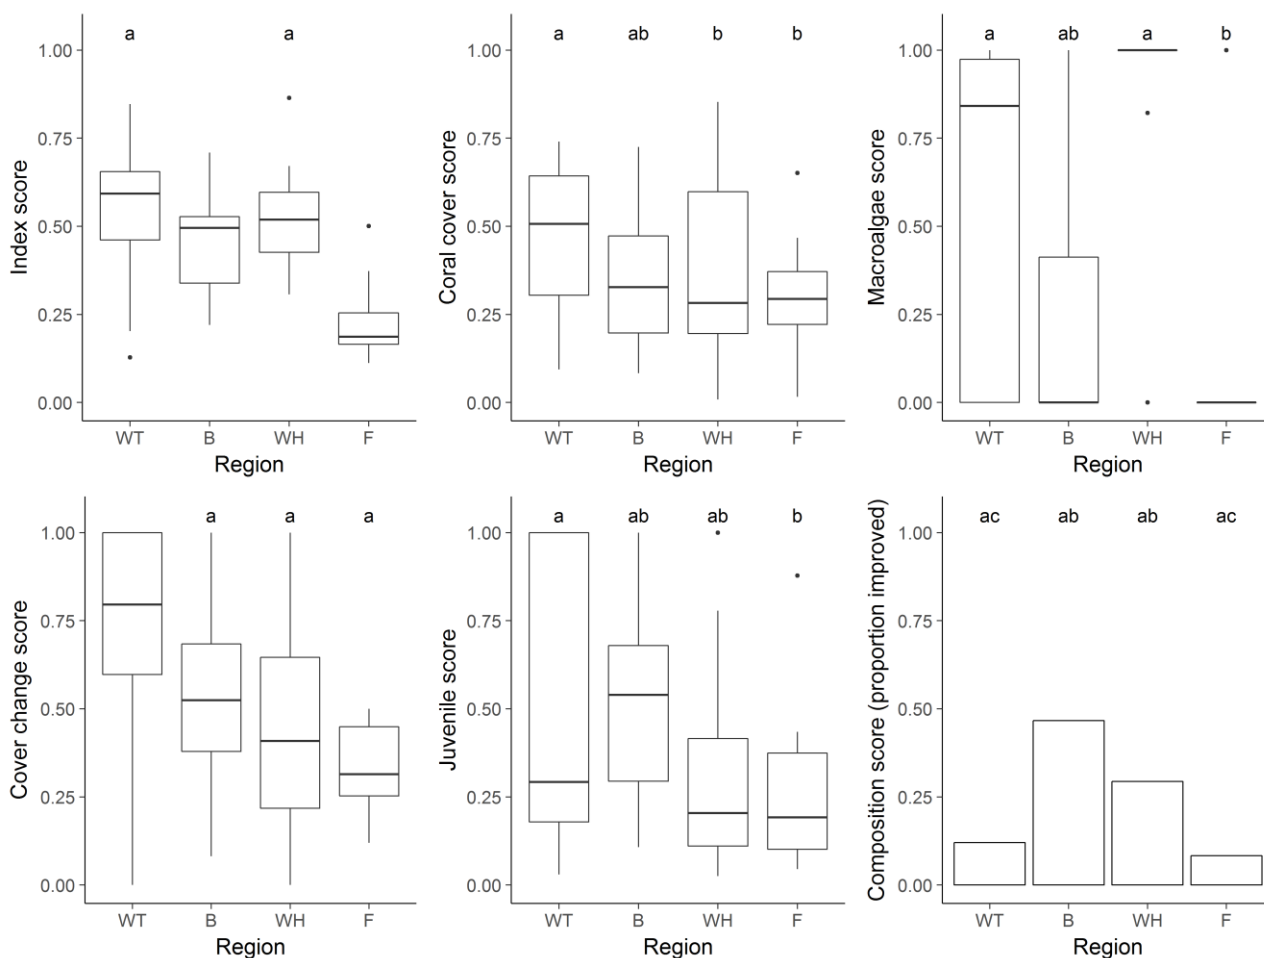 Index score
a a
1.00
0.75
0.50
0.25
0.00
WT B WH F
Region
Coral cover score
a ab b b
1.00
0.75
0.50
0.25
0.00
WT B WH F
Region
Macroalgae score
a ab a b
1.00
0.75
0.50
0.25
0.00
WT B WH F
Region
Cover change score
a a a
1.00
0.75
0.50
0.25
0.00
WT B WH F
Region
Juvenile score
a ab ab b
1.00
0.75
0.50
0.25
0.00
WT B WH F
Region
Composition score (proportion improved)
ac ab ab ac
1.00
0.75
0.50
0.25
0.00
WT B WH F
Region